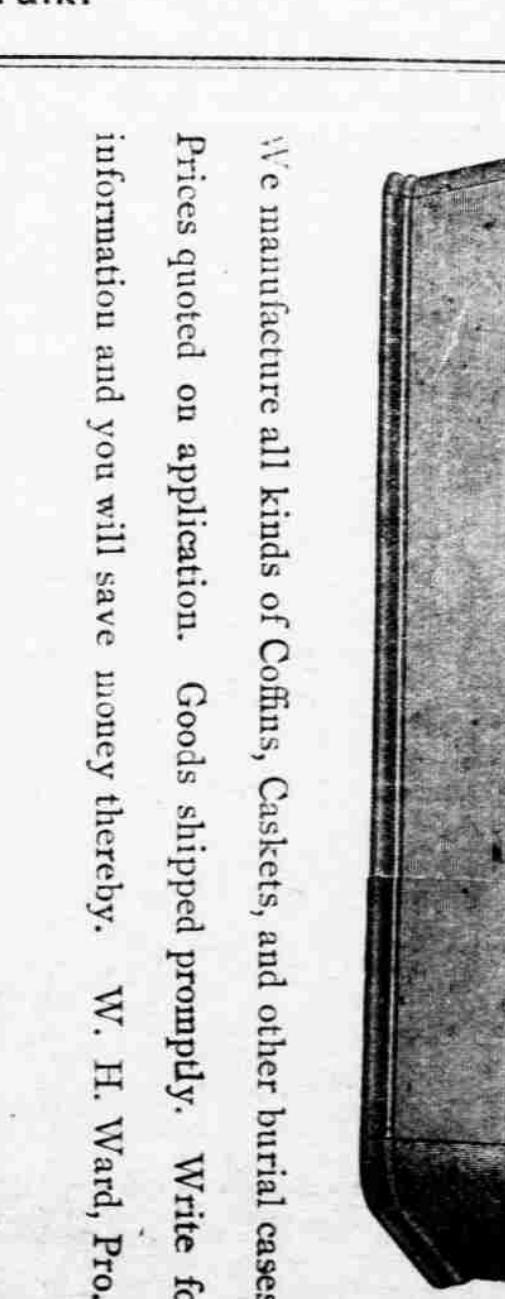 We manufacture all kinds of Coffins, Caskets, and other burial cases
Prices quoted on application. Goods shipped promptly. Write fo
information and you will save money thereby. W. H. Ward, Pro.